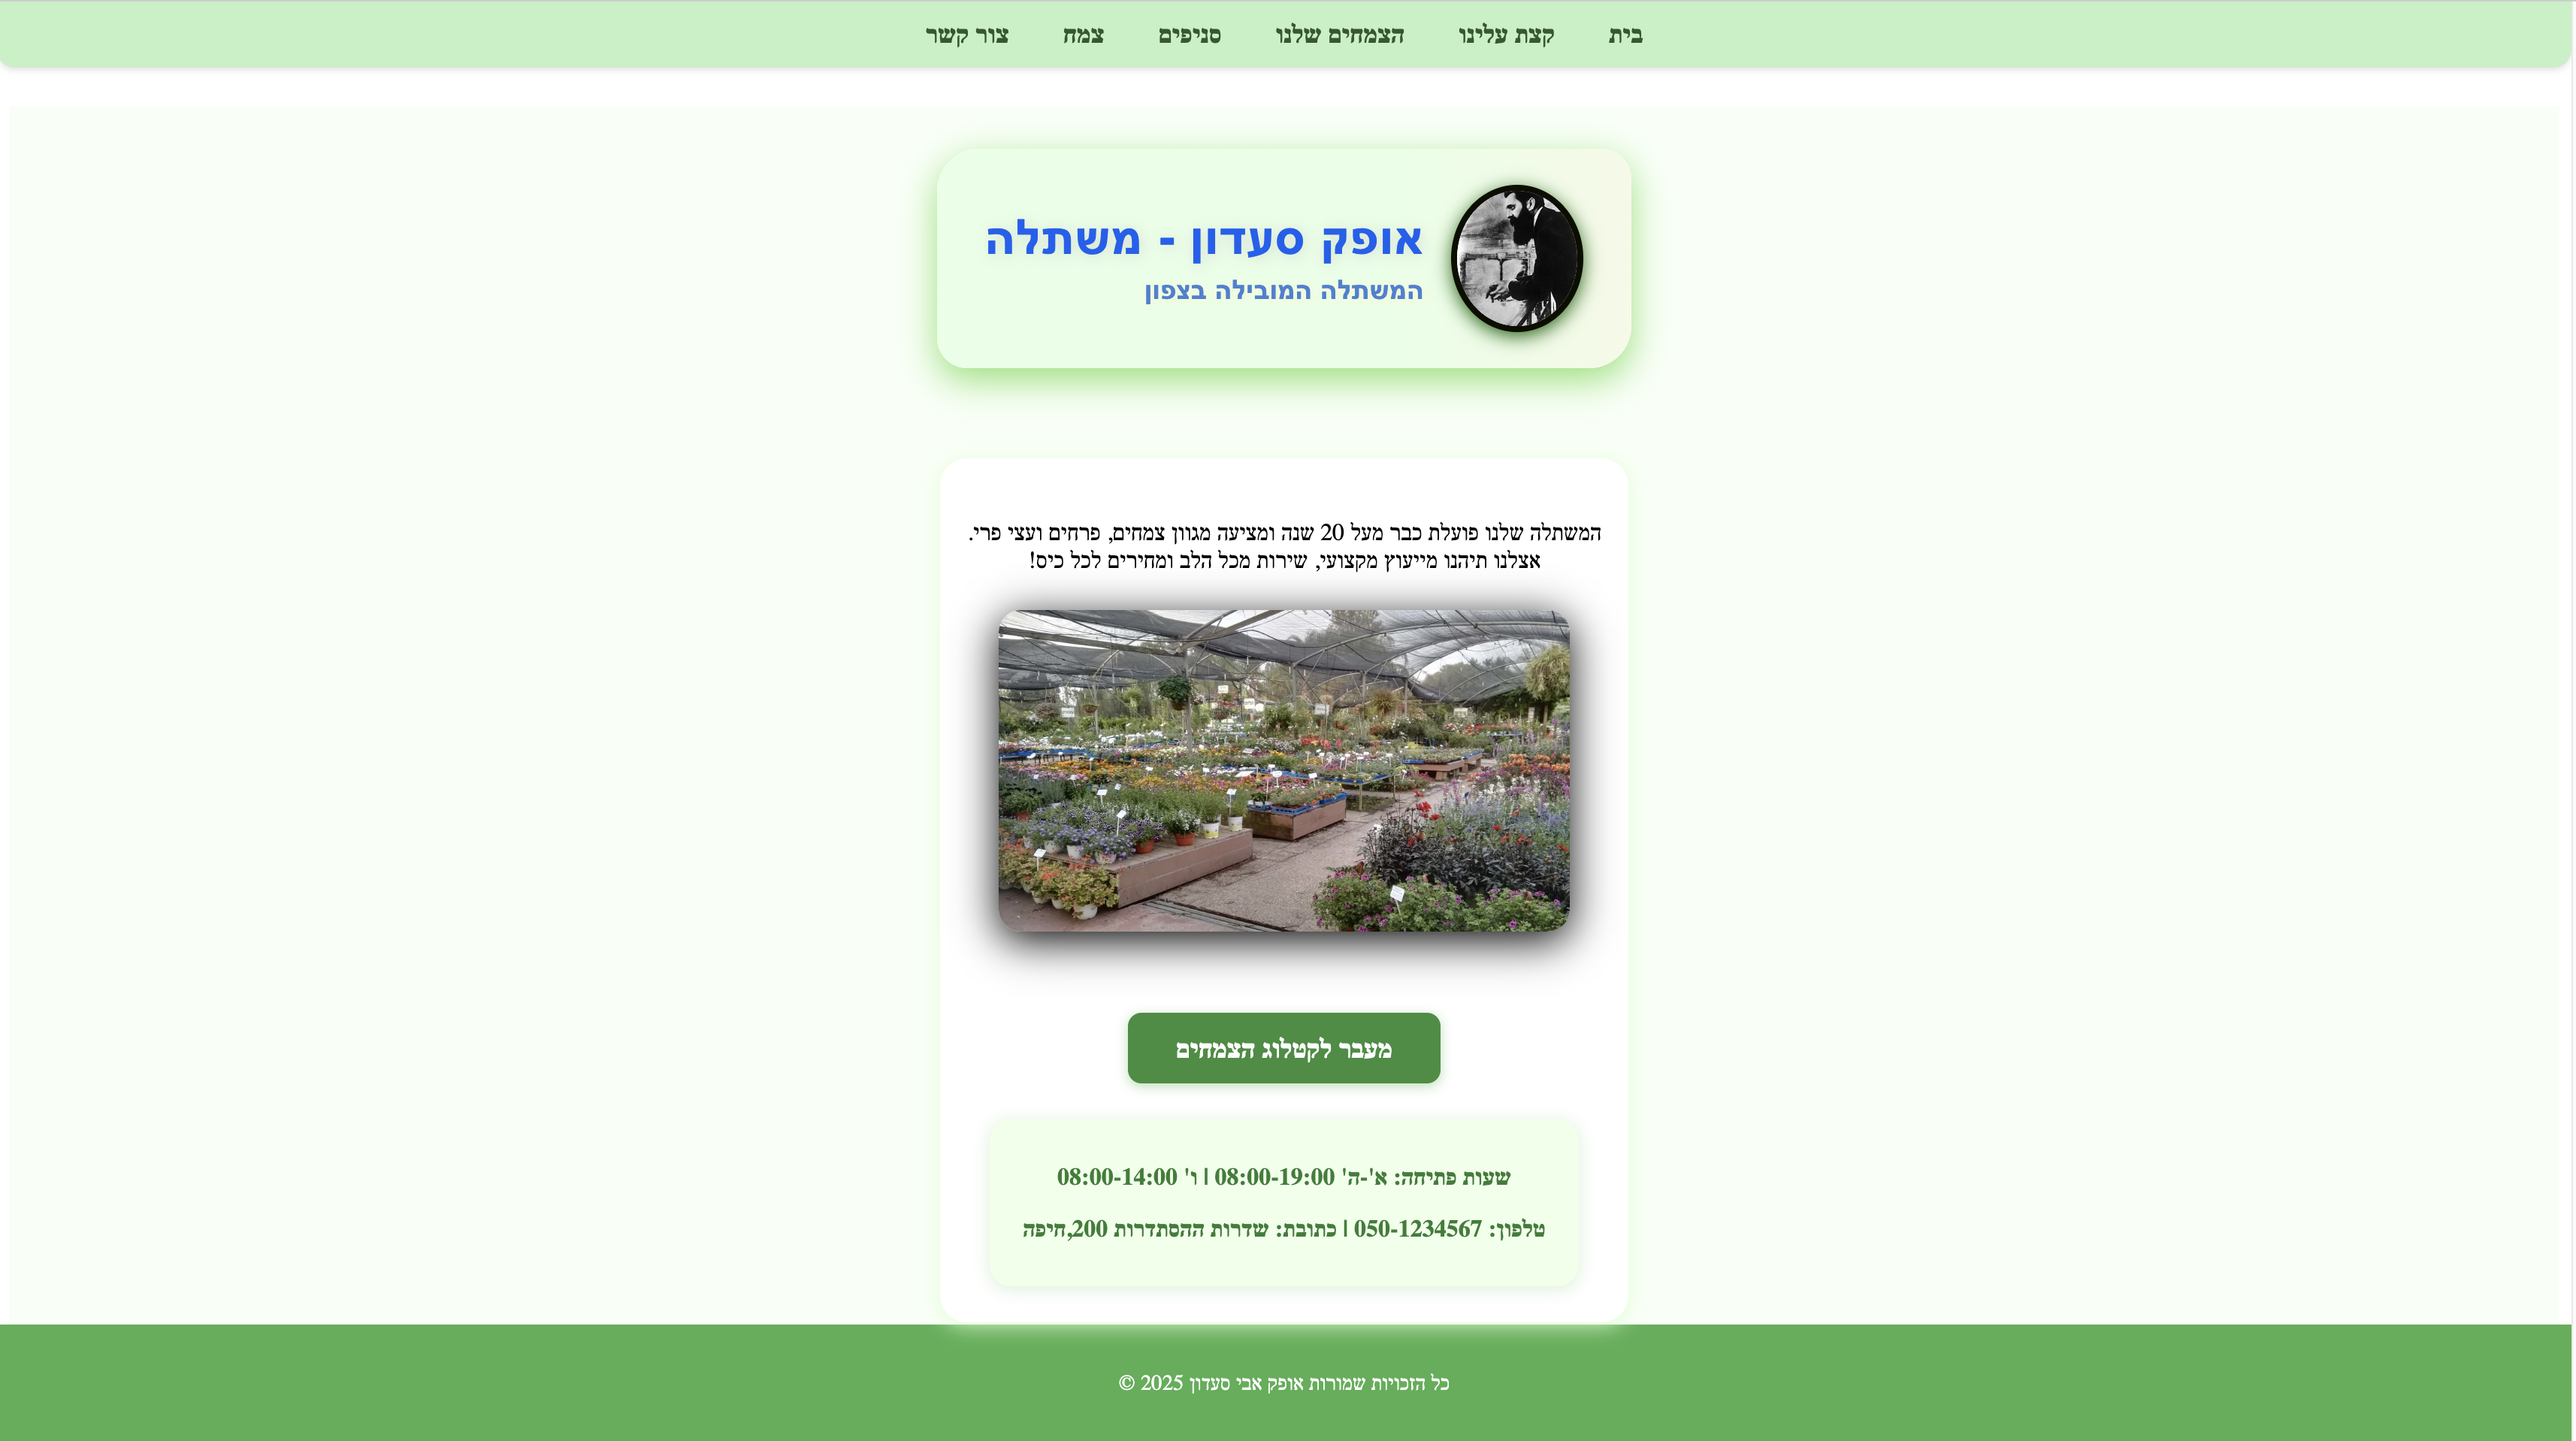 בית קצת עלינו הצמחים שלנו סניפים צמח צור קשר
אופק סעדון - משתלה
המשתלה המובילה בצפון
המשתלה שלנו פועלת כבר מעל 20 שנה ומציעה מגוון צמחים, פרחים ועצי פרי.
אצלנו תיהנו מייעוץ מקצועי, שירות מכל הלב ומחירים לכל כיס!
מעבר לקטלוג הצמחים
שעות פתיחה: א'-ה' 08:00-19:00 | ו' 08:00-14:00
טלפון: 050-1234567 | כתובת: שדרות ההסתדרות 200,חיפה
כל הזכויות שמורות אופק אבי סעדון 2025 ©